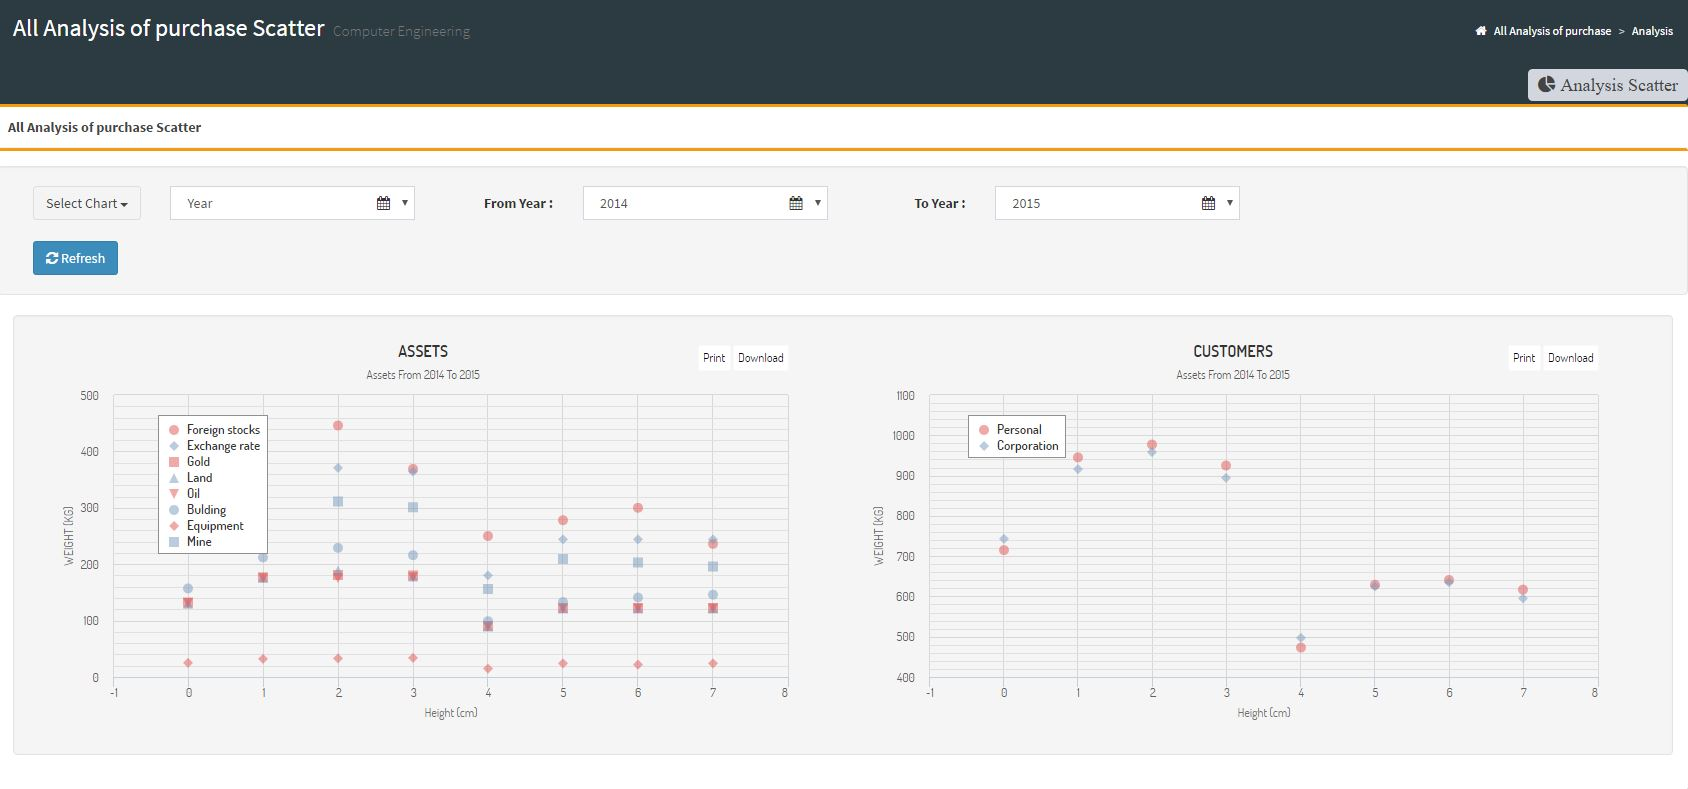 All Analysis of purchase Scatter Computer Engineering
All Analysis of purchase > Analysis
Analysis Scatter
All Analysis of purchase Scatter
Select Chart
Year
From Year :
2014
To Year :
2015
Refresh
ASSETS
Assets From 2014 To 2015
Print
Download
WEIGHT (KG)
500
400
300
200
100
0
Foreign stocks
Exchange rate
Gold
Land
Oil
Bulding
Equipment
Mine
-1 0 1 2 3 4 5 6 7 8
Height (cm)
CUSTOMERS
Assets From 2014 To 2015
Print
Download
WEIGHT (KG)
1100
1000
900
800
700
600
500
400
Personal
Corporation
-1 0 1 2 3 4 5 6 7 8
Height (cm)